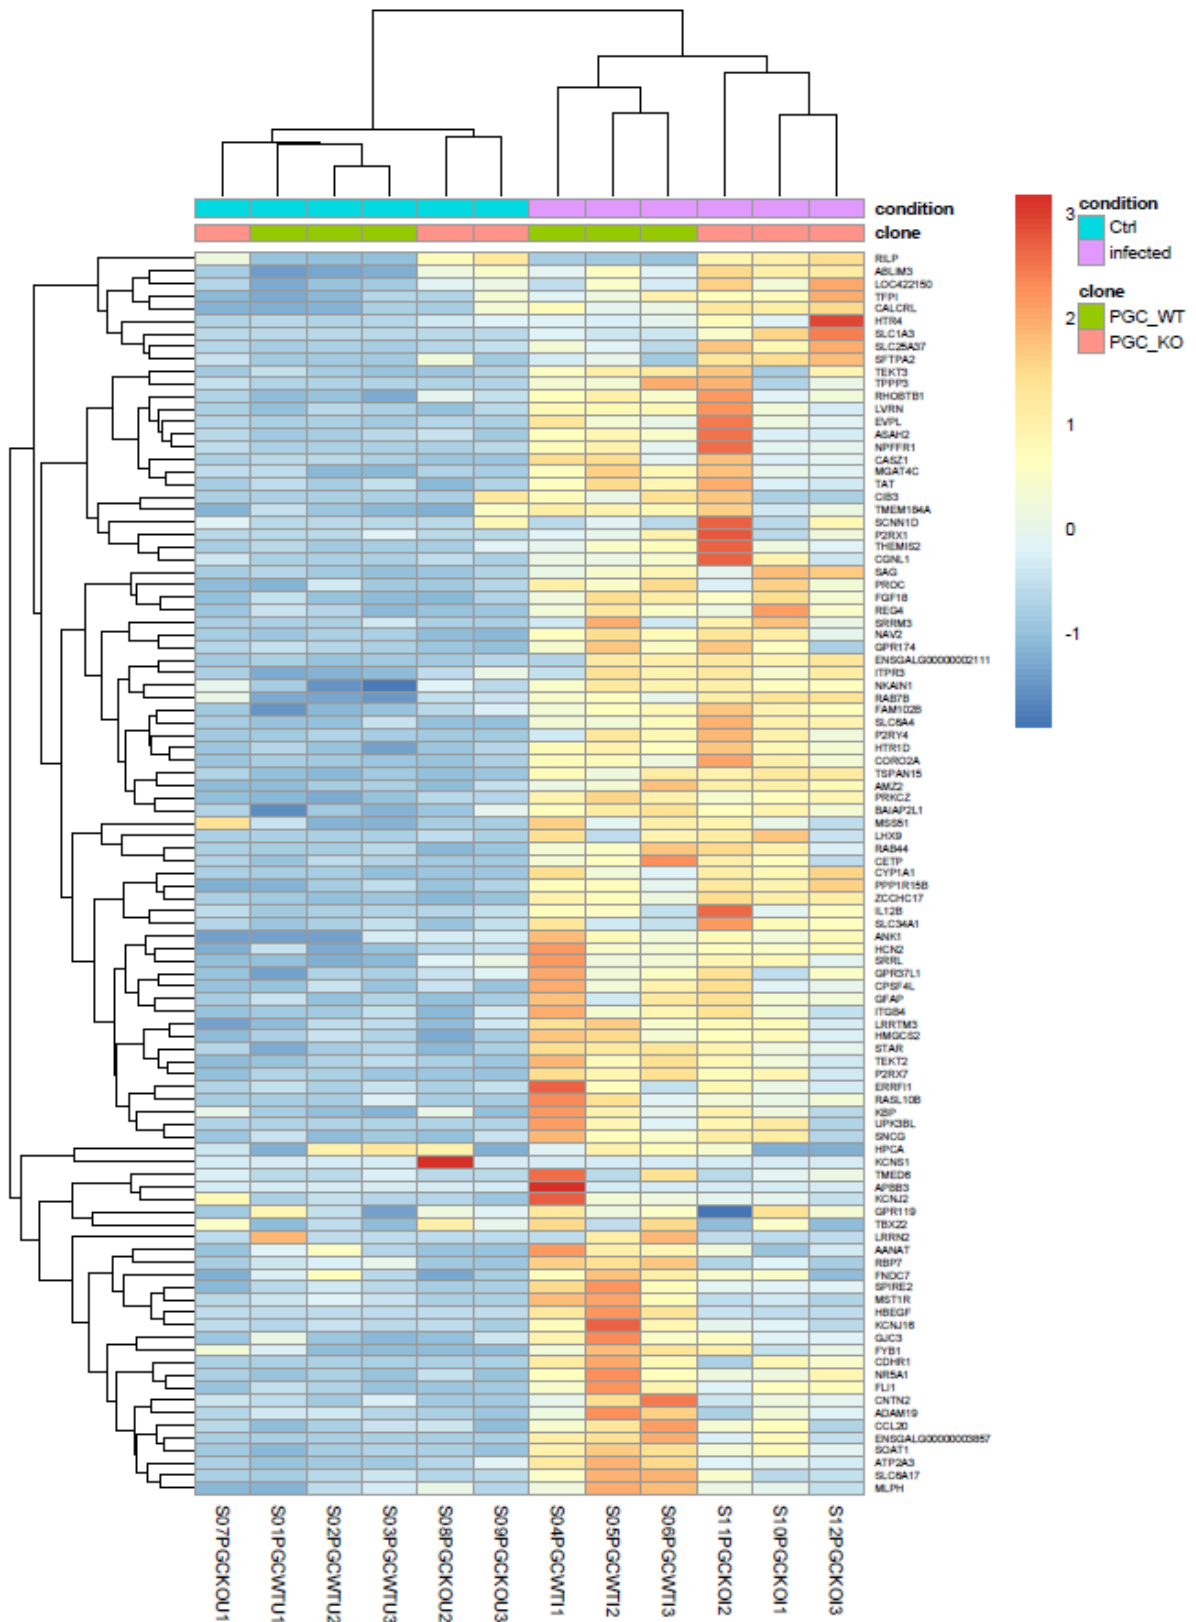 condition
clone
3
2
1
0
-1
condition
Ctrl
infected
clone
PGC_WT
PGC_KO
RILP
ABLIM3
LOC422150
TFPI
CALCRL
HTR4
SLC1A3
SLC25A37
SFTPA2
TEKT3
TPPP3
RHOBTB1
LVRN
EVPL
ASAH2
NPFFR1
CASZ1
MGAT4C
TAT
CIB3
TMEM184A
SCNN1D
P2RX1
THEMIS2
CGNL1
SAG
PROC
FGF18
REG4
SRRM3
NAV2
GPR174
ENSGALG00000002111
ITPR3
NKAIN1
RAB7B
FAM102B
SLC6A4
P2RY4
HTR1D
CORO2A
TSPAN15
AMZ2
PRKCZ
BAIAP2L1
MSS51
LHX9
RAB44
CETP
CYP1A1
PPP1R15B
ZCCHC17
IL12B
SLC34A1
ANK1
HCN2
SRRL
GPR37L1
CPSF4L
GFAP
ITGB4
LRRTM3
HMGCS2
STAR
TEKT2
P2RX7
ERRFI1
RASL10B
KBP
UPK3BL
SNCG
HPCA
KCNS1
TMED6
APBB3
KCNJ2
GPR119
TBX22
LRRN2
AANAT
RBP7
FNDC7
SPIRE2
MST1R
HBEGF
KCNJ16
GJC3
FYB1
CDHR1
NR5A1
FLI1
CNTN2
ADAM19
CCL20
ENSGALG00000003857
SOAT1
ATP2A3
SLC6A17
MLPH
S07PGCKOU1
S01PGCWTU1
S02PGCWTU2
S03PGCWTU3
S08PGCKOU2
S09PGCKOU3
S04PGCWTI1
S05PGCWTI2
S06PGCWTI3
S11PGCKOI2
S10PGCKOI1
S12PGCKOI3